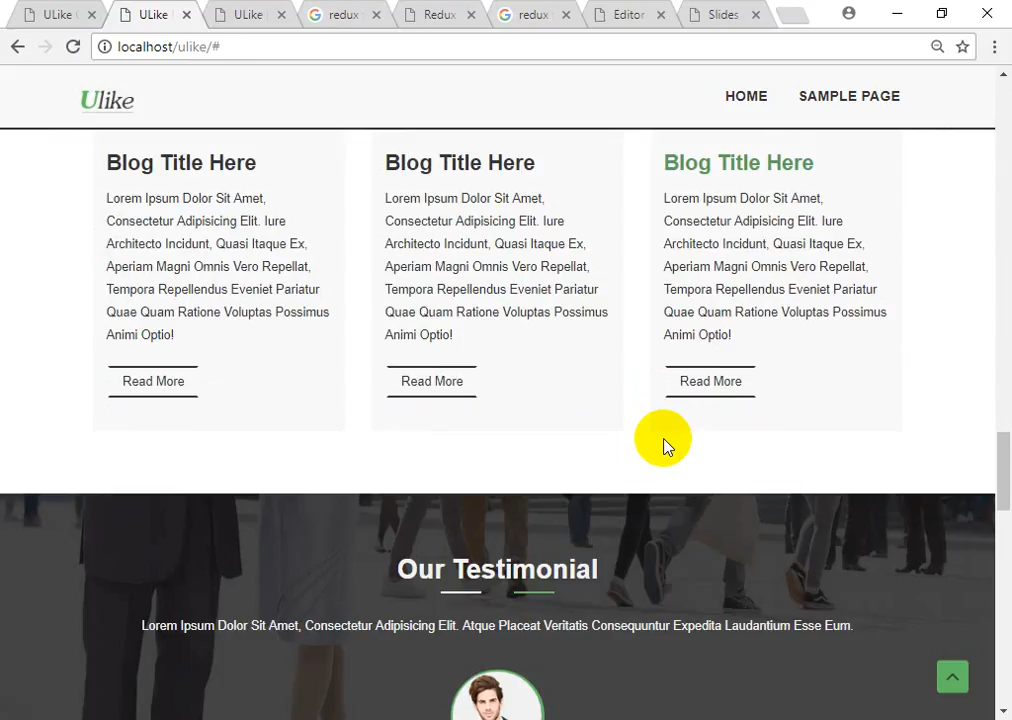 ULike
ULike
ULike
redux
Redux
redux
Editor
Slides
localhost/ulike/#
Ulike
HOME
SAMPLE PAGE
Blog Title Here
Lorem Ipsum Dolor Sit Amet,
Consectetur Adipisicing Elit. Iure
Architecto Incidunt, Quasi Itaque Ex,
Aperiam Magni Omnis Vero Repellat,
Tempora Repellendus Eveniet Pariatur
Quae Quam Ratione Voluptas Possimus
Animi Optio!
Read More
Blog Title Here
Lorem Ipsum Dolor Sit Amet,
Consectetur Adipisicing Elit. Iure
Architecto Incidunt, Quasi Itaque Ex,
Aperiam Magni Omnis Vero Repellat,
Tempora Repellendus Eveniet Pariatur
Quae Quam Ratione Voluptas Possimus
Animi Optio!
Read More
Blog Title Here
Lorem Ipsum Dolor Sit Amet,
Consectetur Adipisicing Elit. Iure
Architecto Incidunt, Quasi Itaque Ex,
Aperiam Magni Omnis Vero Repellat,
Tempora Repellendus Eveniet Pariatur
Quae Quam Ratione Voluptas Possimus
Animi Optio!
Read More
Our Testimonial
Lorem Ipsum Dolor Sit Amet, Consectetur Adipisicing Elit. Atque Placeat Veritatis Consequuntur Expedita Laudantium Esse Eum.